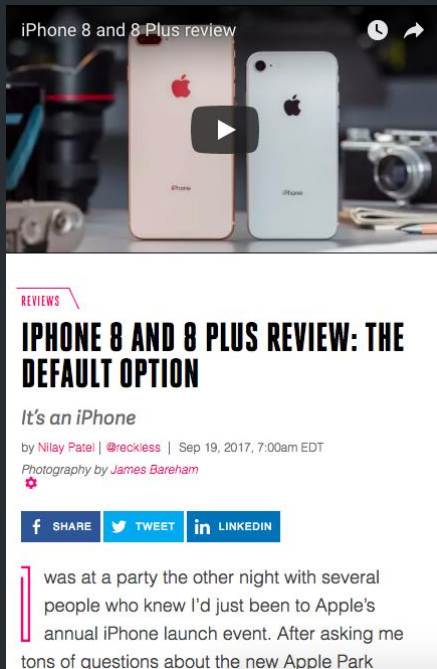 iPhone 8 and 8 Plus review
iPhone
iPhone
REVIEWS
IPHONE 8 AND 8 PLUS REVIEW: THE
DEFAULT OPTION
It's an iPhone
by Nilay Patel | @reckless | Sep 19, 2017, 7:00am EDT
Photography by James Bareham
f SHARE TWEET in LINKEDIN
I was at a party the other night with several
people who knew I'd just been to Apple's
annual iPhone launch event. After asking me
tons of questions about the new Apple Park